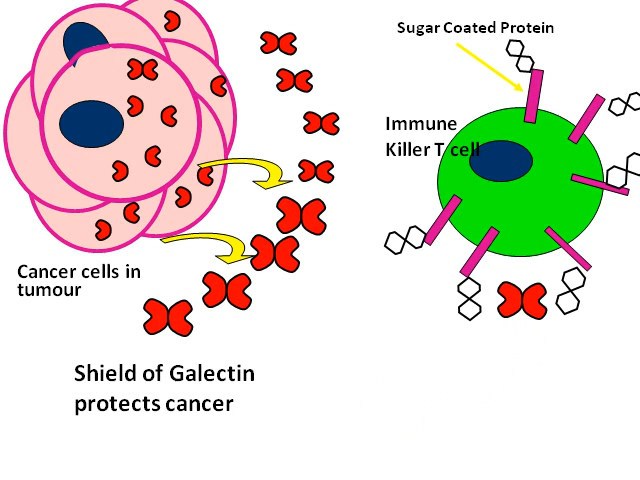 Sugar Coated Protein
Immune
Killer T cell
Cancer cells in
tumour
Shield of Galectin
protects cancer